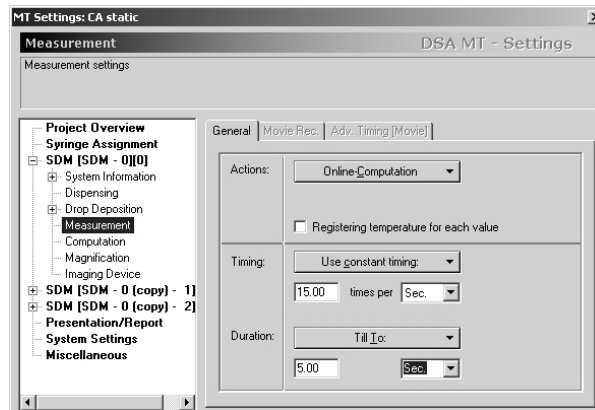 MT Settings: CA static
Measurement DSA MT - Settings
Measurement settings
Project Overview
Syringe Assignment
SDM [SDM - 0][0]
System Information
Dispensing
Drop Deposition
Measurement
Computation
Magnification
Imaging Device
SDM [SDM - 0 (copy) - 1]
SDM [SDM - 0 (copy) - 2]
Presentation/Report
System Settings
Miscellaneous
General Movie Rec. Adv. Timing [Movie]
Actions: Online-Computation
Registering temperature for each value
Timing: Use constant timing:
15.00 times per Sec.
Duration: Till To:
5.00 Sec.